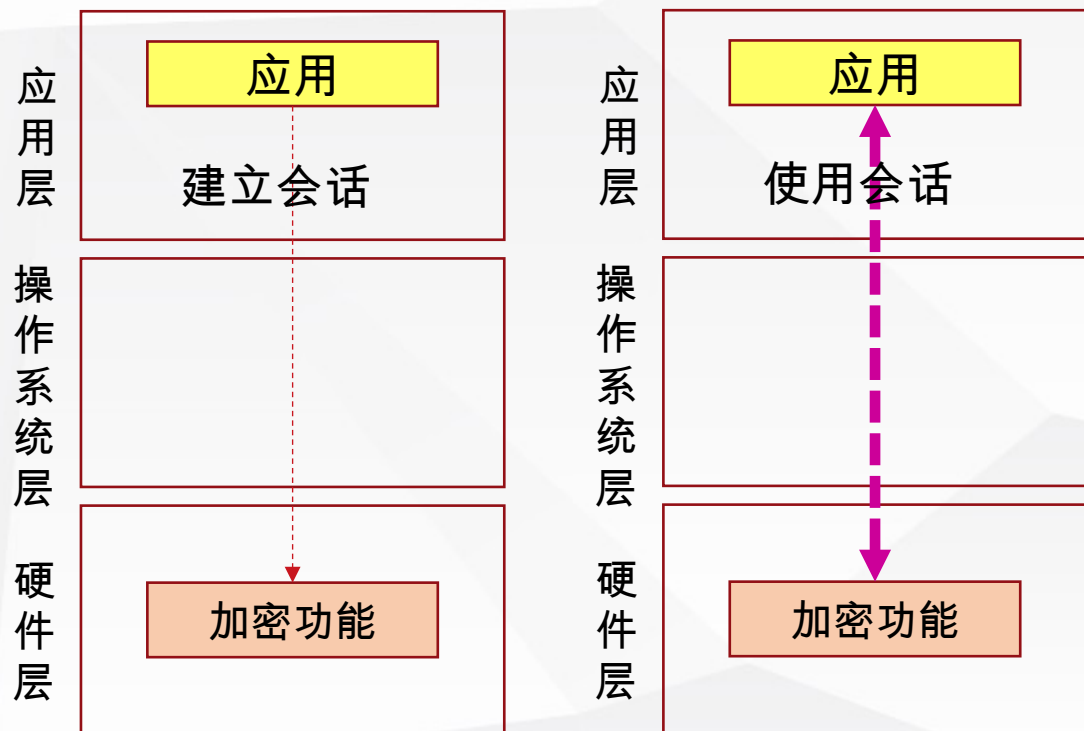 应用层
应用
建立会话
操作系统层
硬件层
加密功能
应用层
应用
使用会话
操作系统层
硬件层
加密功能